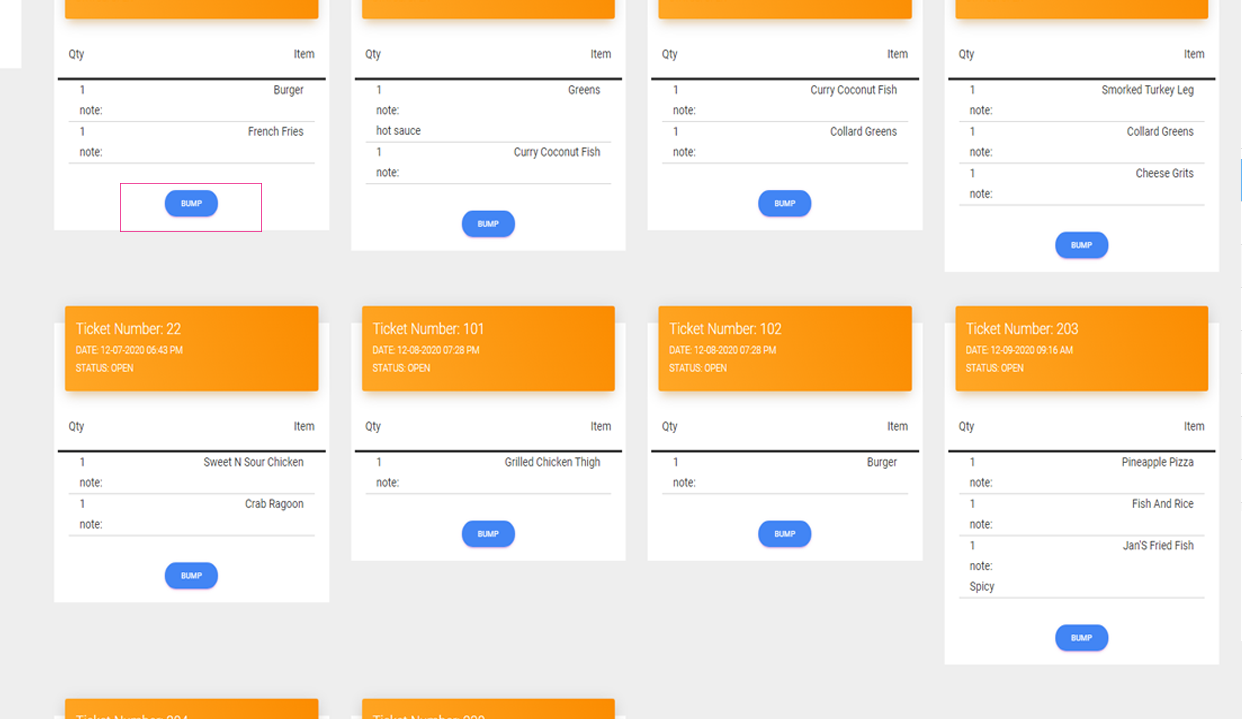 Qty Item
1 Burger
note:
1 French Fries
note:
BUMP
Qty Item
1 Greens
note:
hot sauce
1 Curry Coconut Fish
note:
BUMP
Qty Item
1 Curry Coconut Fish
note:
1 Collard Greens
note:
BUMP
Qty Item
1 Smorked Turkey Leg
note:
1 Collard Greens
note:
1 Cheese Grits
note:
BUMP
Ticket Number: 22
DATE: 12-07-2020 06:43 PM
STATUS: OPEN
Qty Item
1 Sweet N Sour Chicken
note:
1 Crab Ragoon
note:
BUMP
Ticket Number: 101
DATE: 12-08-2020 07:28 PM
STATUS: OPEN
Qty Item
1 Grilled Chicken Thigh
note:
BUMP
Ticket Number: 102
DATE: 12-08-2020 07:28 PM
STATUS: OPEN
Qty Item
1 Burger
note:
BUMP
Ticket Number: 203
DATE: 12-09-2020 09:16 AM
STATUS: OPEN
Qty Item
1 Pineapple Pizza
note:
1 Fish And Rice
note:
1 Jan'S Fried Fish
note:
Spicy
BUMP
Ticket Number:
Ticket Number: